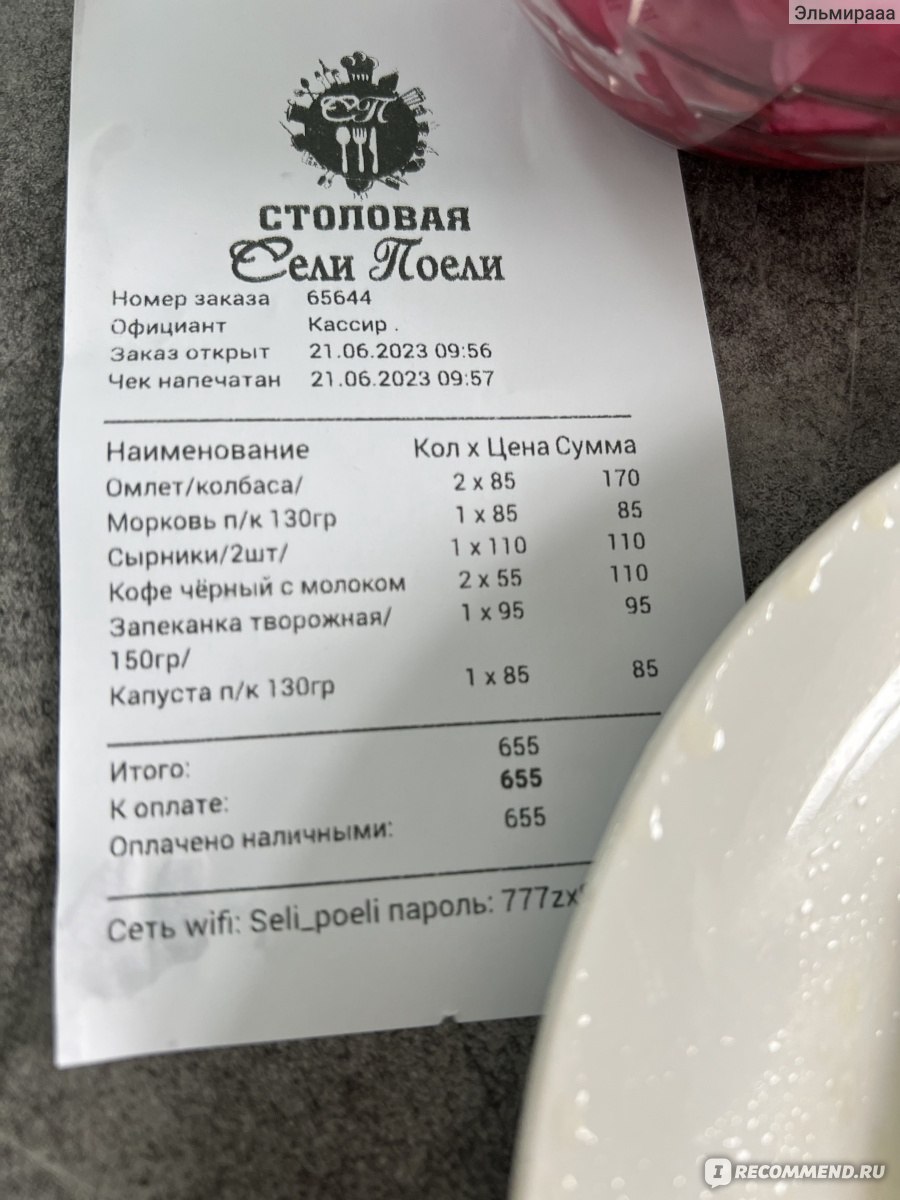 Эльмирааа
СП
СТОЛОВАЯ
Сели Поели
Номер заказа 65644
Официант Кассир .
Заказ открыт 21.06.2023 09:56
Чек напечатан 21.06.2023 09:57
Наименование Кол x Цена Сумма
Омлет/колбаса/ 2 x 85 170
Морковь п/к 130гр 1 x 85 85
Сырники/2шт/ 1 x 110 110
Кофе чёрный с молоком 2 x 55 110
Запеканка творожная/ 1 x 95 95
150гр/
Капуста п/к 130гр 1 x 85 85
Итого: 655
К оплате: 655
Оплачено наличными: 655
Сеть wifi: Seli_poeli пароль: 777zx
IRECOMMEND.RU